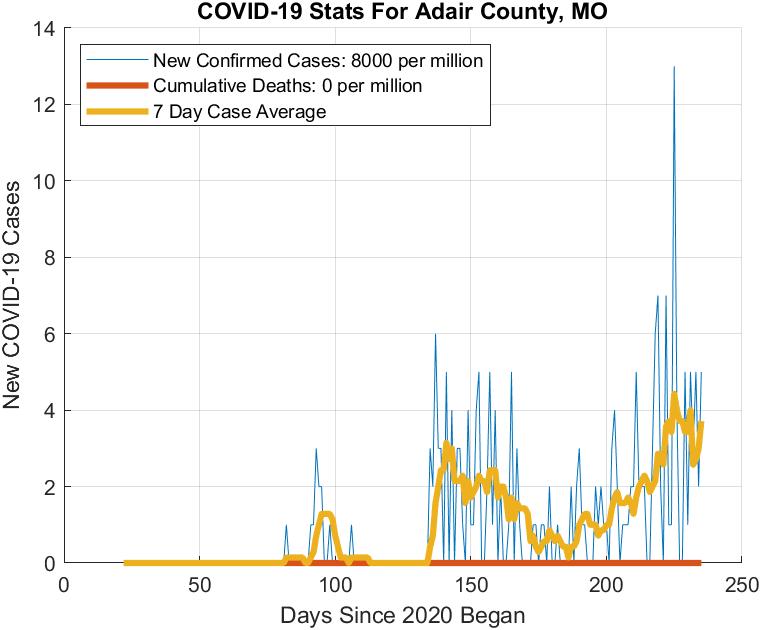 COVID-19 Stats For Adair County, MO
14
New Confirmed Cases: 8000 per million
Cumulative Deaths: 0 per million
7 Day Case Average
12
10
8
6
4
2
0
New COVID-19 Cases
0 50 100 150 200 250
Days Since 2020 Began